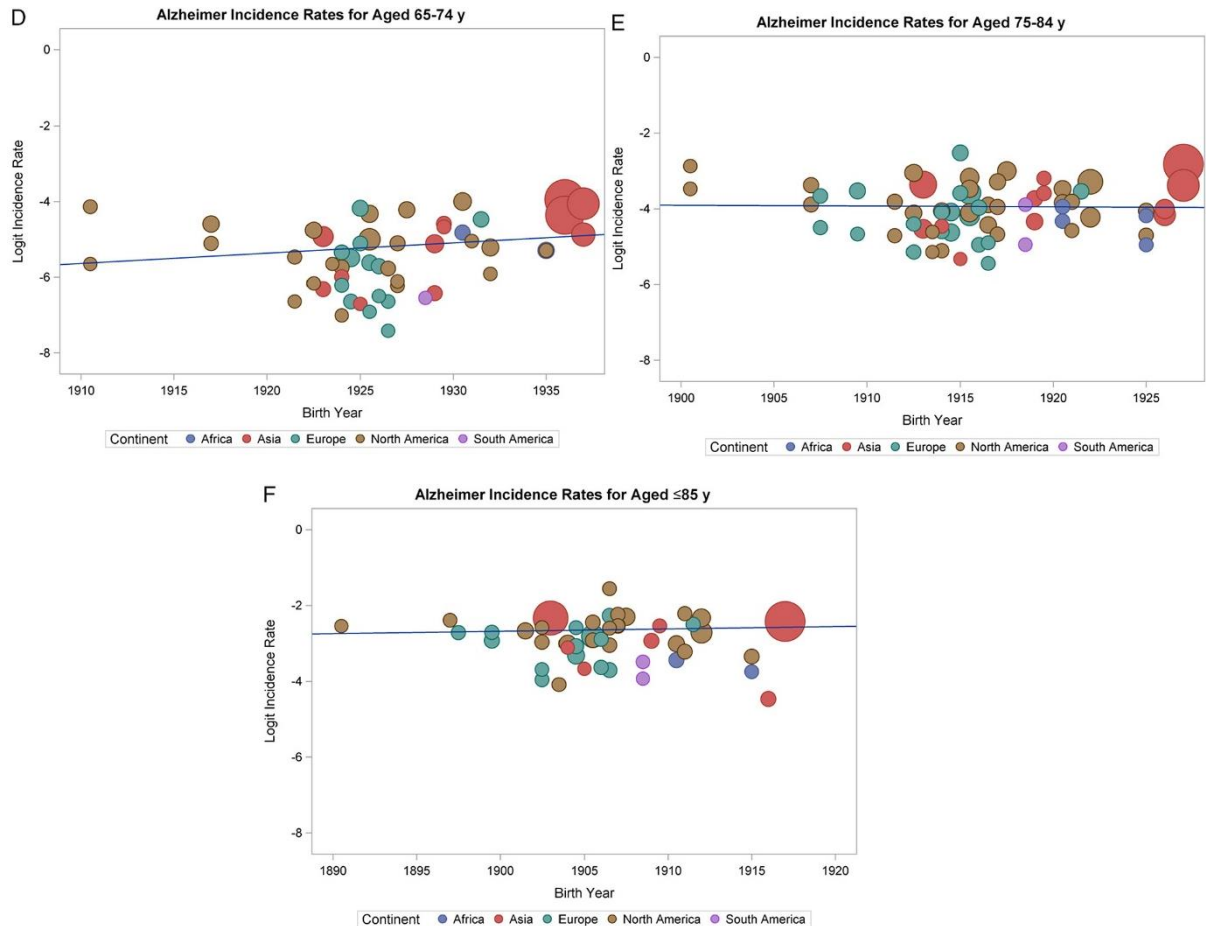 D
Alzheimer Incidence Rates for Aged 65-74 y
0
-2
-4
-6
-8
Logit Incidence Rate
1910 1915 1920 1925 1930 1935
Birth Year
Continent Africa Asia Europe North America South America
E
Alzheimer Incidence Rates for Aged 75-84 y
0
-2
-4
-6
-8
Logit Incidence Rate
1900 1905 1910 1915 1920 1925
Birth Year
Continent Africa Asia Europe North America South America
F
Alzheimer Incidence Rates for Aged ≤85 y
0
-2
-4
-6
-8
Logit Incidence Rate
1890 1895 1900 1905 1910 1915 1920
Birth Year
Continent Africa Asia Europe North America South America